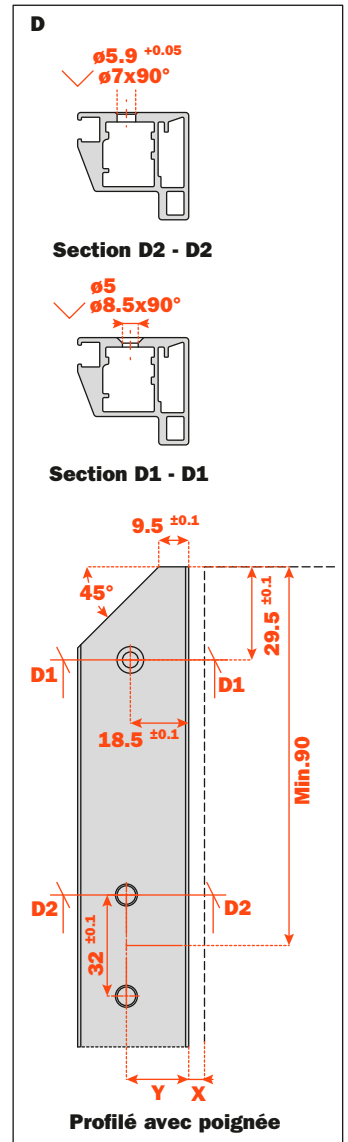 D
ø5.9 +0.05
ø7x90°
Section D2 - D2
ø5
ø8.5x90°
Section D1 - D1
9.5 ±0.1
45°
29.5 ±0.1
D1
D1
18.5 ±0.1
Min.90
D2
D2
32 ±0.1
Y
X
Profilé avec poignée